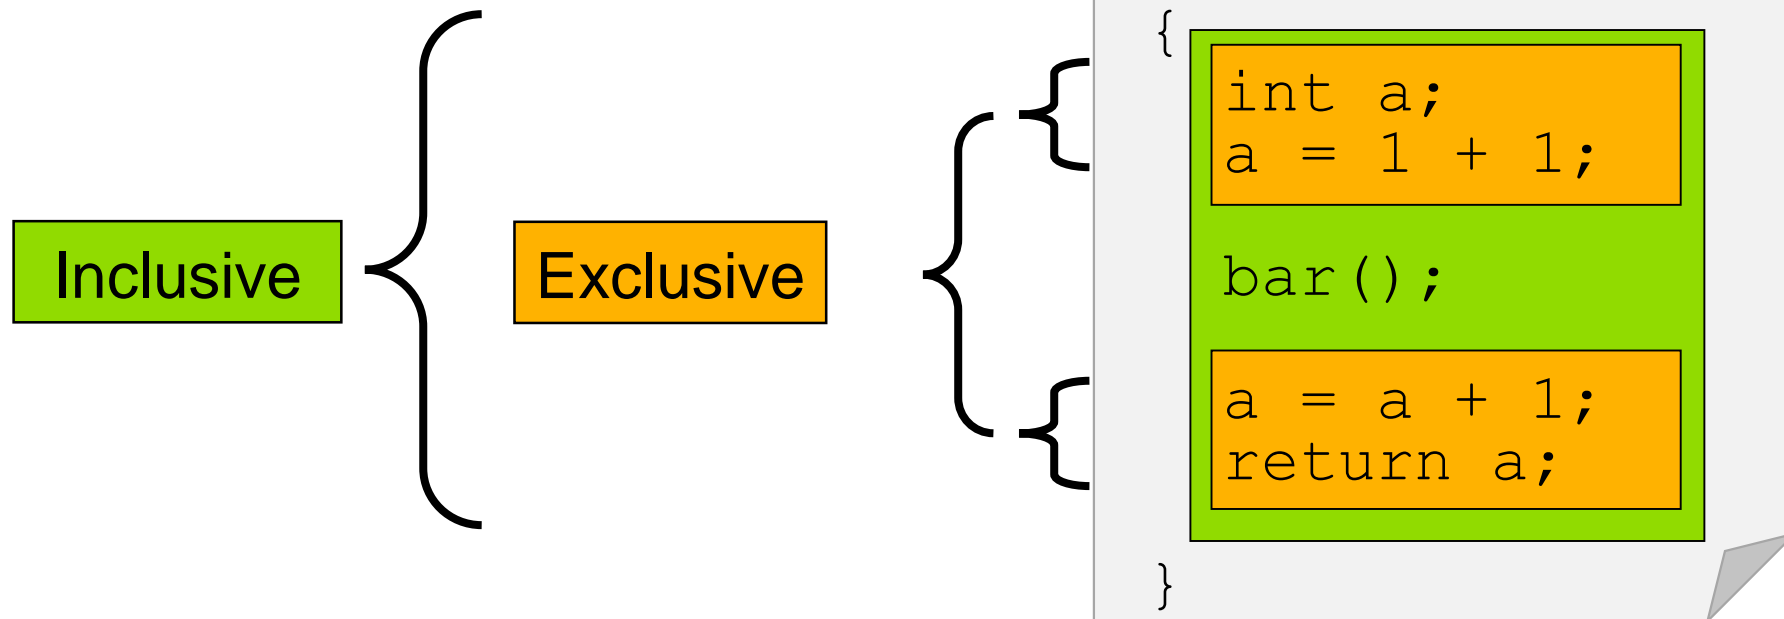 Inclusive
Exclusive
{
int a;
a = 1 + 1;
bar();
a = a + 1;
return a;
}